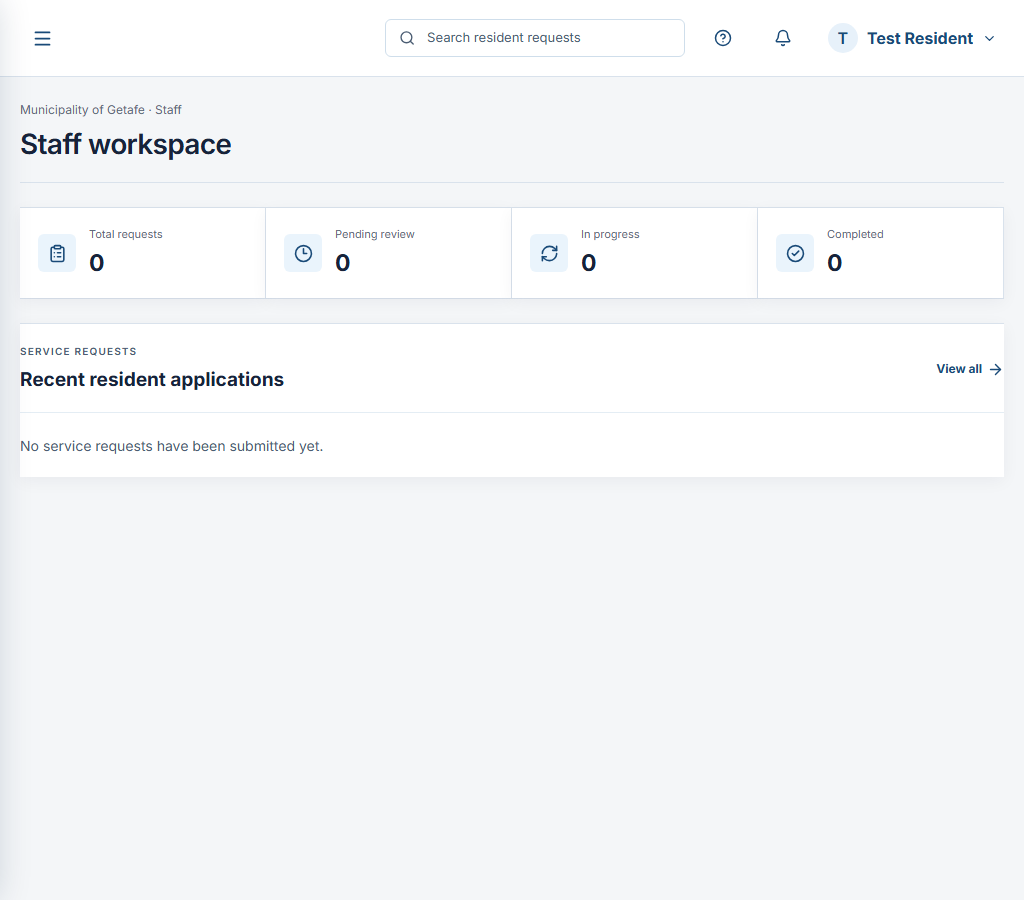 Search resident requests
T
Test Resident
Municipality of Getafe · Staff
Staff workspace
Total requests
0
Pending review
0
In progress
0
Completed
0
SERVICE REQUESTS
Recent resident applications
View all
No service requests have been submitted yet.